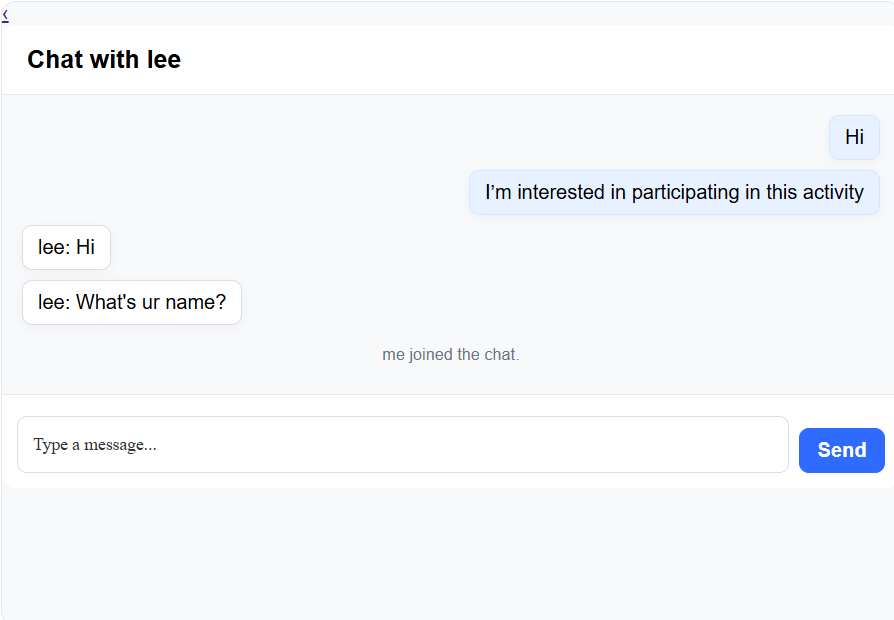 ‹
Chat with lee
Hi
I’m interested in participating in this activity
lee: Hi
lee: What's ur name?
me joined the chat.
Type a message...
Send